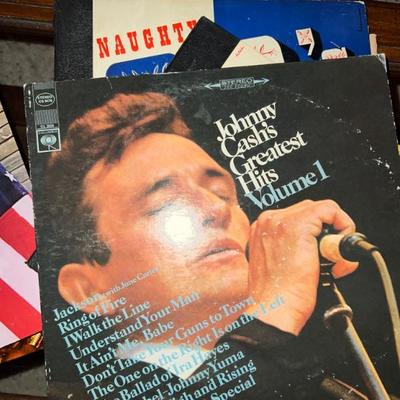 NAUGHTY
STEREO
Johnny
Cash's
Greatest
Hits
Volume 1
Jackson (with June Carter)
Ring of Fire
I Walk the Line
Understand Your Man
It Ain't Me, Babe
Don't Take Your Guns to Town
The One on the Right Is on the Left
Ballad of Ira Hayes
Johnny Yuma
and Rising
Special